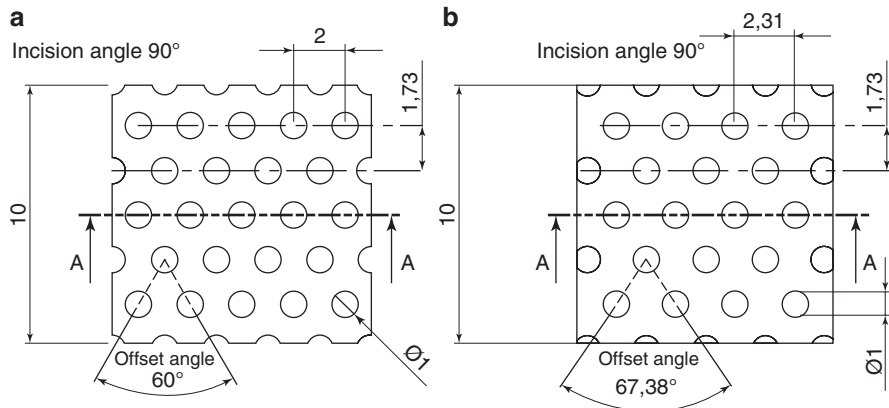 a
Incision angle 90°
2
1,73
10
A
A
Offset angle
60°
Ø1
b
Incision angle 90°
2,31
1,73
10
A
A
Offset angle
67,38°
Ø1